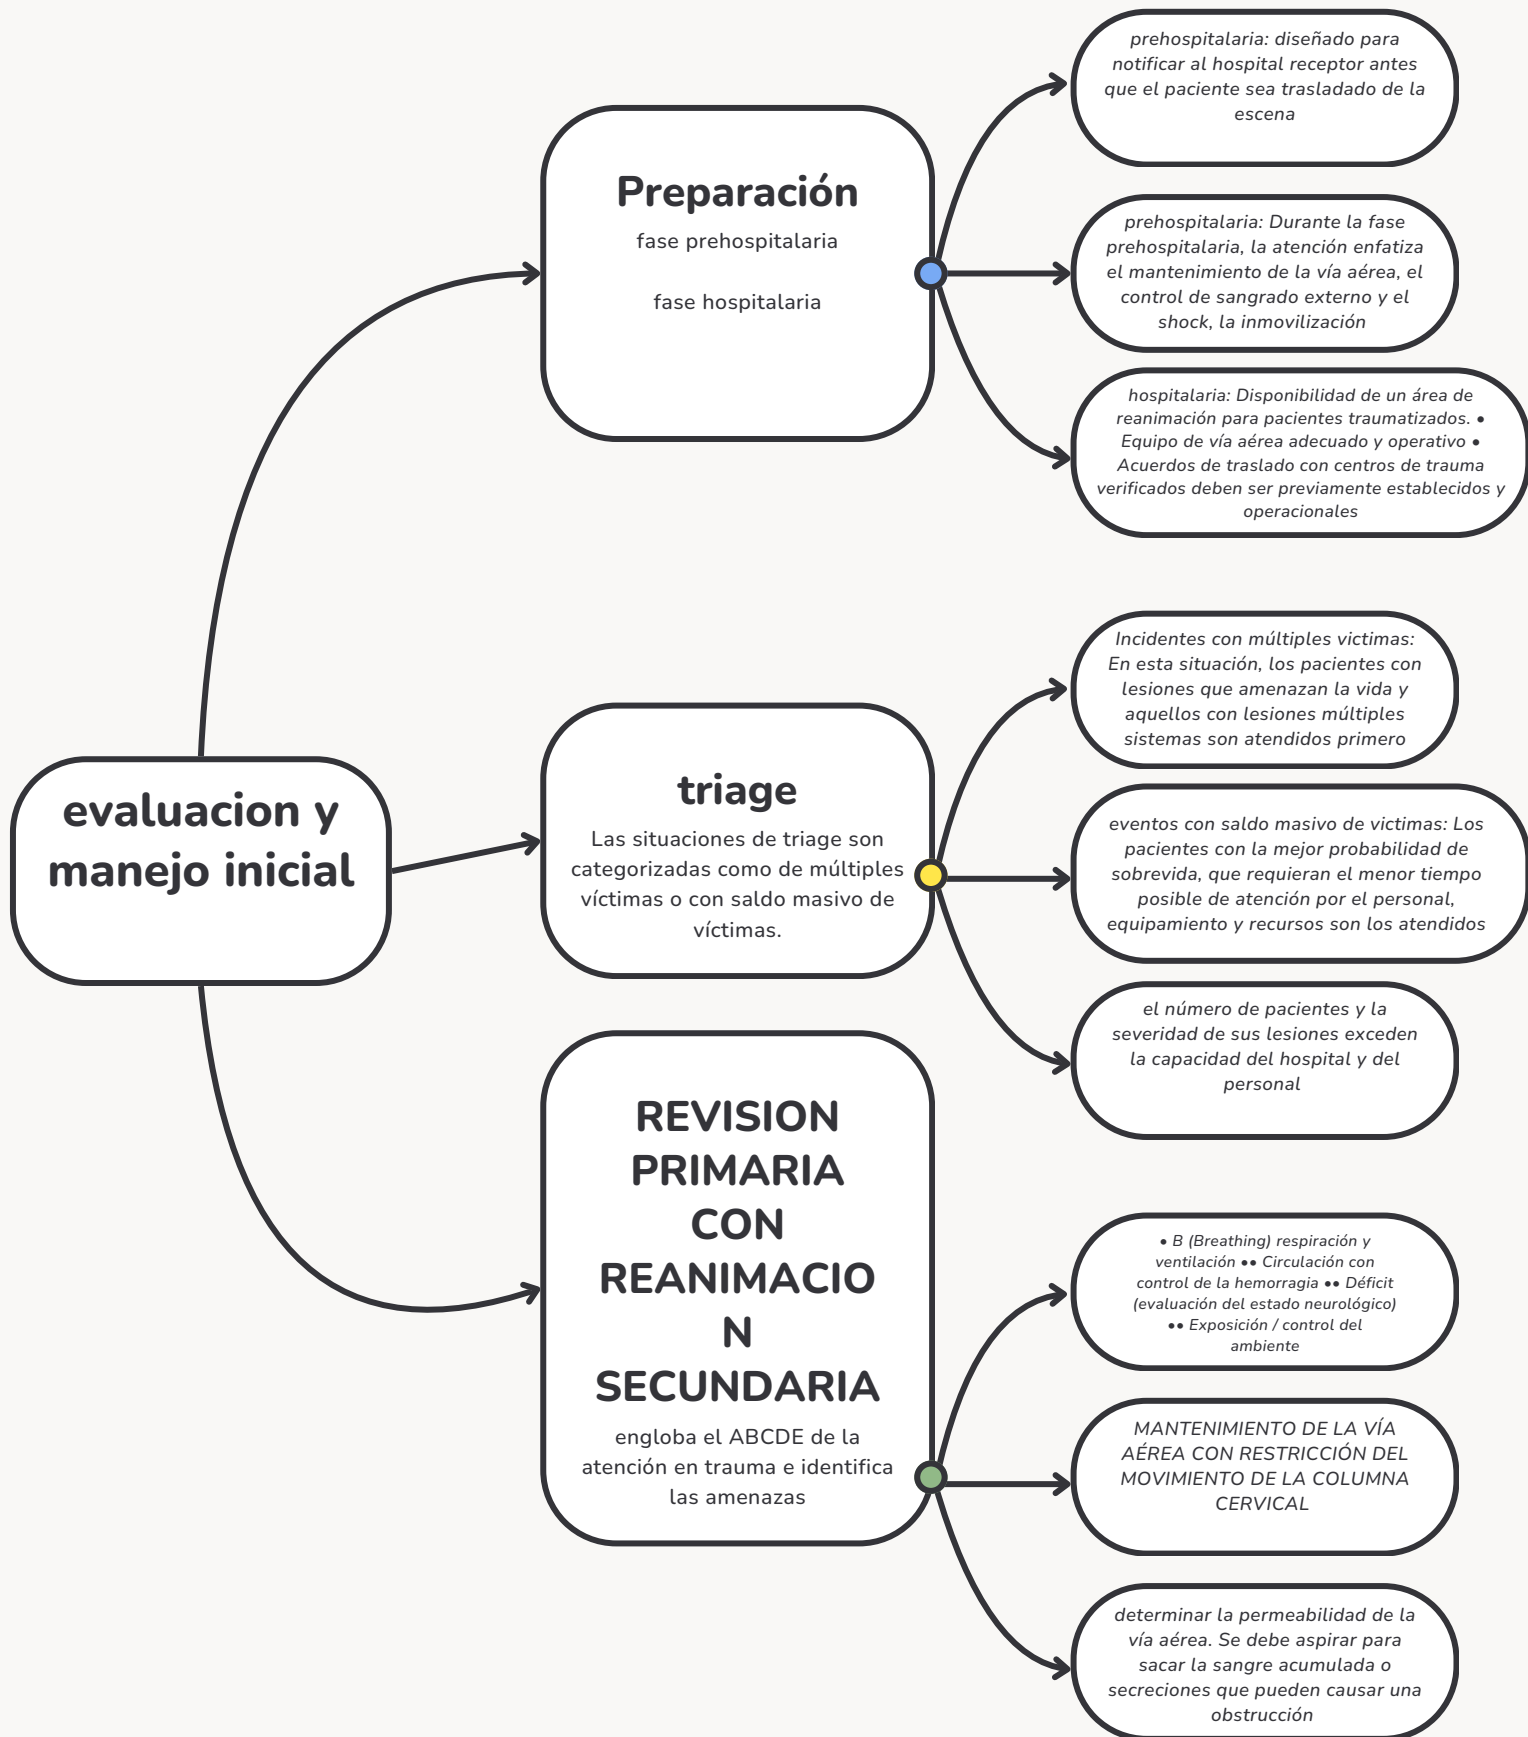 evaluacion y
manejo inicial
Preparación
fase prehospitalaria
fase hospitalaria
prehospitalaria: diseñado para
notificar al hospital receptor antes
que el paciente sea trasladado de la
escena
prehospitalaria: Durante la fase
prehospitalaria, la atención enfatiza
el mantenimiento de la vía aérea, el
control de sangrado externo y el
shock, la inmovilización
hospitalaria: Disponibilidad de un área de
reanimación para pacientes traumatizados. •
Equipo de vía aérea adecuado y operativo •
Acuerdos de traslado con centros de trauma
verificados deben ser previamente establecidos y
operacionales
triage
Las situaciones de triage son
categorizadas como de múltiples
víctimas o con saldo masivo de
víctimas.
Incidentes con múltiples victimas:
En esta situación, los pacientes con
lesiones que amenazan la vida y
aquellos con lesiones múltiples
sistemas son atendidos primero
eventos con saldo masivo de victimas: Los
pacientes con la mejor probabilidad de
sobrevida, que requieran el menor tiempo
posible de atención por el personal,
equipamiento y recursos son los atendidos
el número de pacientes y la
severidad de sus lesiones exceden
la capacidad del hospital y del
personal
REVISION
PRIMARIA
CON
REANIMACIO
N
SECUNDARIA
engloba el ABCDE de la
atención en trauma e identifica
las amenazas
• B (Breathing) respiración y
ventilación •• Circulación con
control de la hemorragia •• Déficit
(evaluación del estado neurológico)
•• Exposición / control del
ambiente
MANTENIMIENTO DE LA VÍA
AÉREA CON RESTRICCIÓN DEL
MOVIMIENTO DE LA COLUMNA
CERVICAL
determinar la permeabilidad de la
vía aérea. Se debe aspirar para
sacar la sangre acumulada o
secreciones que pueden causar una
obstrucción